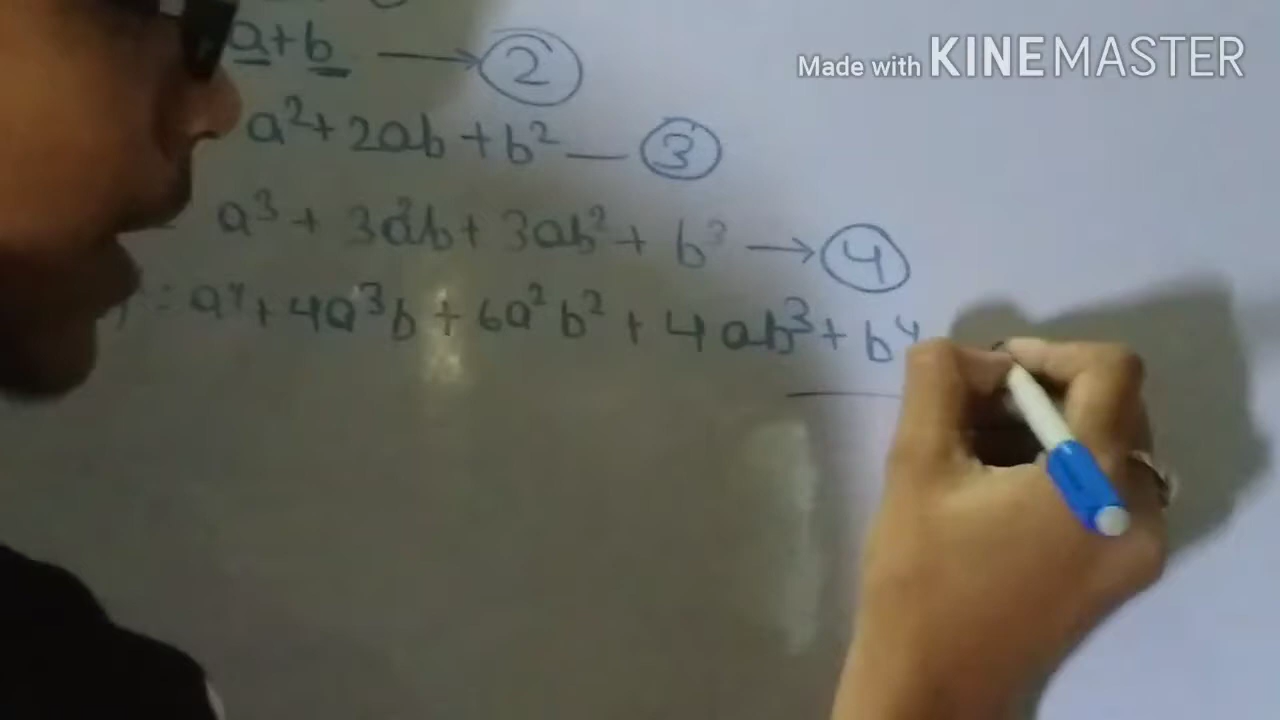 a+b → 2
Made with KINEMASTER
a²+ 2ab + b² — 3
a³ + 3a²b + 3ab² + b³ → 4
= a⁴ + 4a³b + 6a²b² + 4ab³ + b⁴